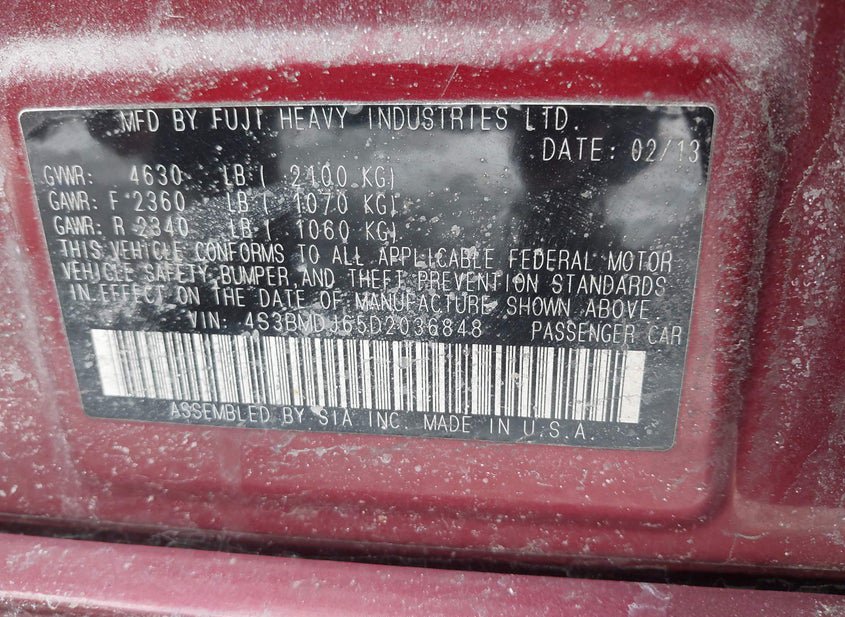 MFD BY FUJI HEAVY INDUSTRIES LTD.
DATE: 02/13
GVWR: 4630 LB ( 2100 KG)
GAWR: F 2360 LB ( 1070 KG)
GAWR: R 2340 LB ( 1060 KG)
THIS VEHICLE CONFORMS TO ALL APPLICABLE FEDERAL MOTOR
VEHICLE SAFETY, BUMPER, AND THEFT PREVENTION STANDARDS
IN EFFECT ON THE DATE OF MANUFACTURE SHOWN ABOVE
VIN: 4S3BMDJ65D2036848 PASSENGER CAR
ASSEMBLED BY SIA INC. MADE IN U.S.A.